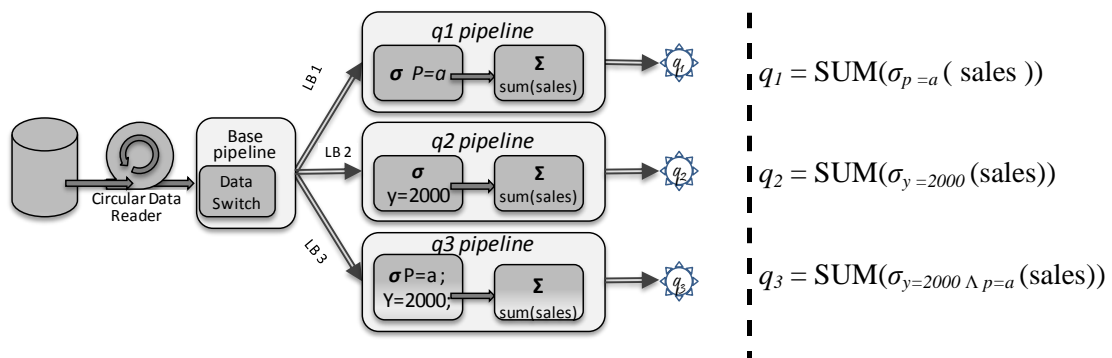 q1 pipeline
σ P=a
Σ
sum(sales)
q1
q1 = SUM(σp =a ( sales ))
LB 1
Circular Data
Reader
Base
pipeline
Data
Switch
LB 2
q2 pipeline
σ
y=2000
Σ
sum(sales)
q2
q2 = SUM(σy =2000 (sales))
LB 3
q3 pipeline
σ P=a ;
Y=2000;
Σ
sum(sales)
q3
q3 = SUM(σy=2000 Λ p=a (sales))